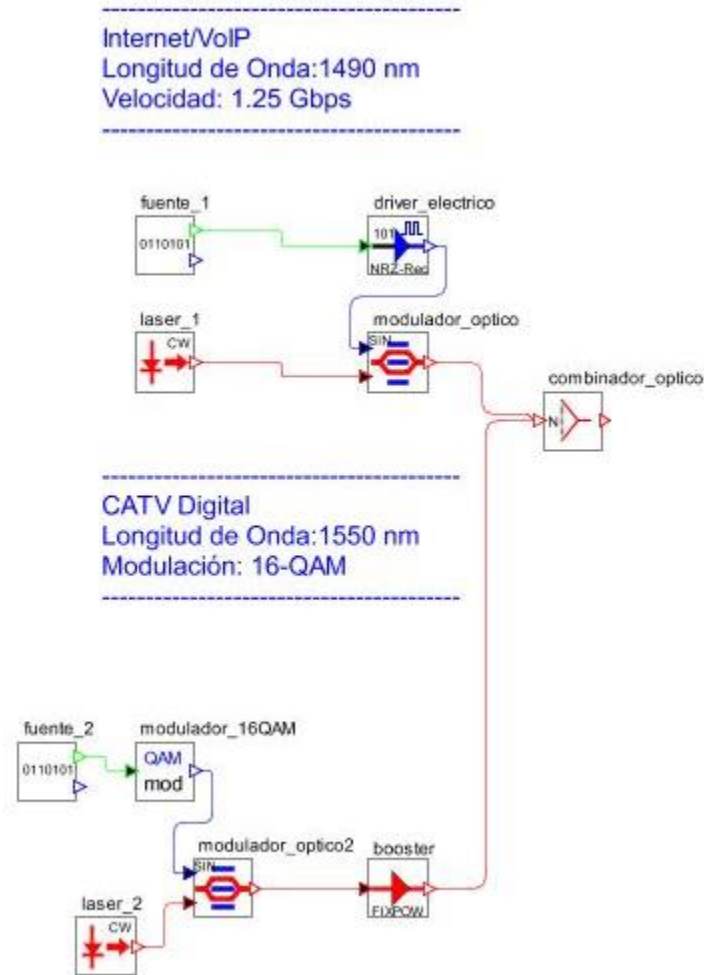 Internet/VoIP
Longitud de Onda:1490 nm
Velocidad: 1.25 Gbps
fuente_1
driver_electrico
0110101
101
NRZ-Rec
laser_1
modulador_optico
CW
SIN
combinador_optico
N
CATV Digital
Longitud de Onda:1550 nm
Modulación: 16-QAM
fuente_2
modulador_16QAM
0110101
QAM
mod
modulador_optico2
booster
SIN
FIXPOW
laser_2
CW